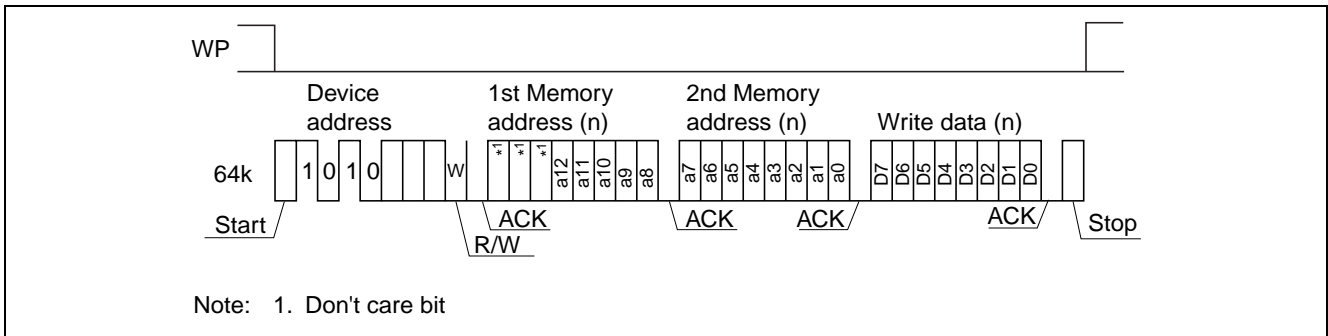 WP
Device address
1st Memory address (n)
2nd Memory address (n)
Write data (n)
64k
1 0 1 0 W *1 *1 *1 a12 a11 a10 a9 a8 a7 a6 a5 a4 a3 a2 a1 a0 D7 D6 D5 D4 D3 D2 D1 D0
Start
R/W
ACK
ACK
ACK
ACK
Stop
Note: 1. Don't care bit